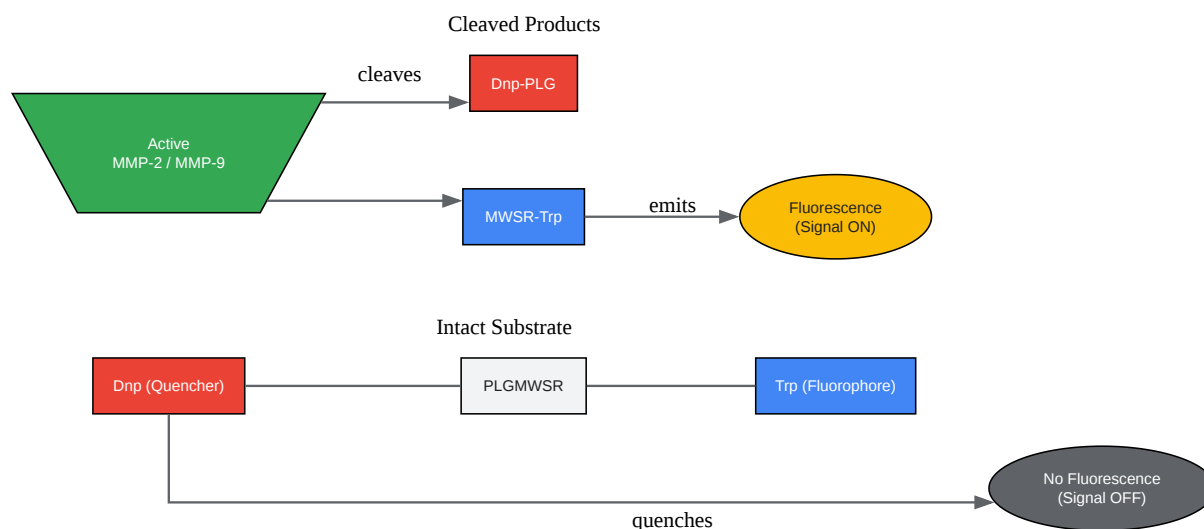 Cleaved Products
cleaves
Dnp-PLG
Active
MMP-2 / MMP-9
MWSR-Trp
emits
Fluorescence
(Signal ON)
Intact Substrate
Dnp (Quencher)
PLGMWSR
Trp (Fluorophore)
No Fluorescence
(Signal OFF)
quenches